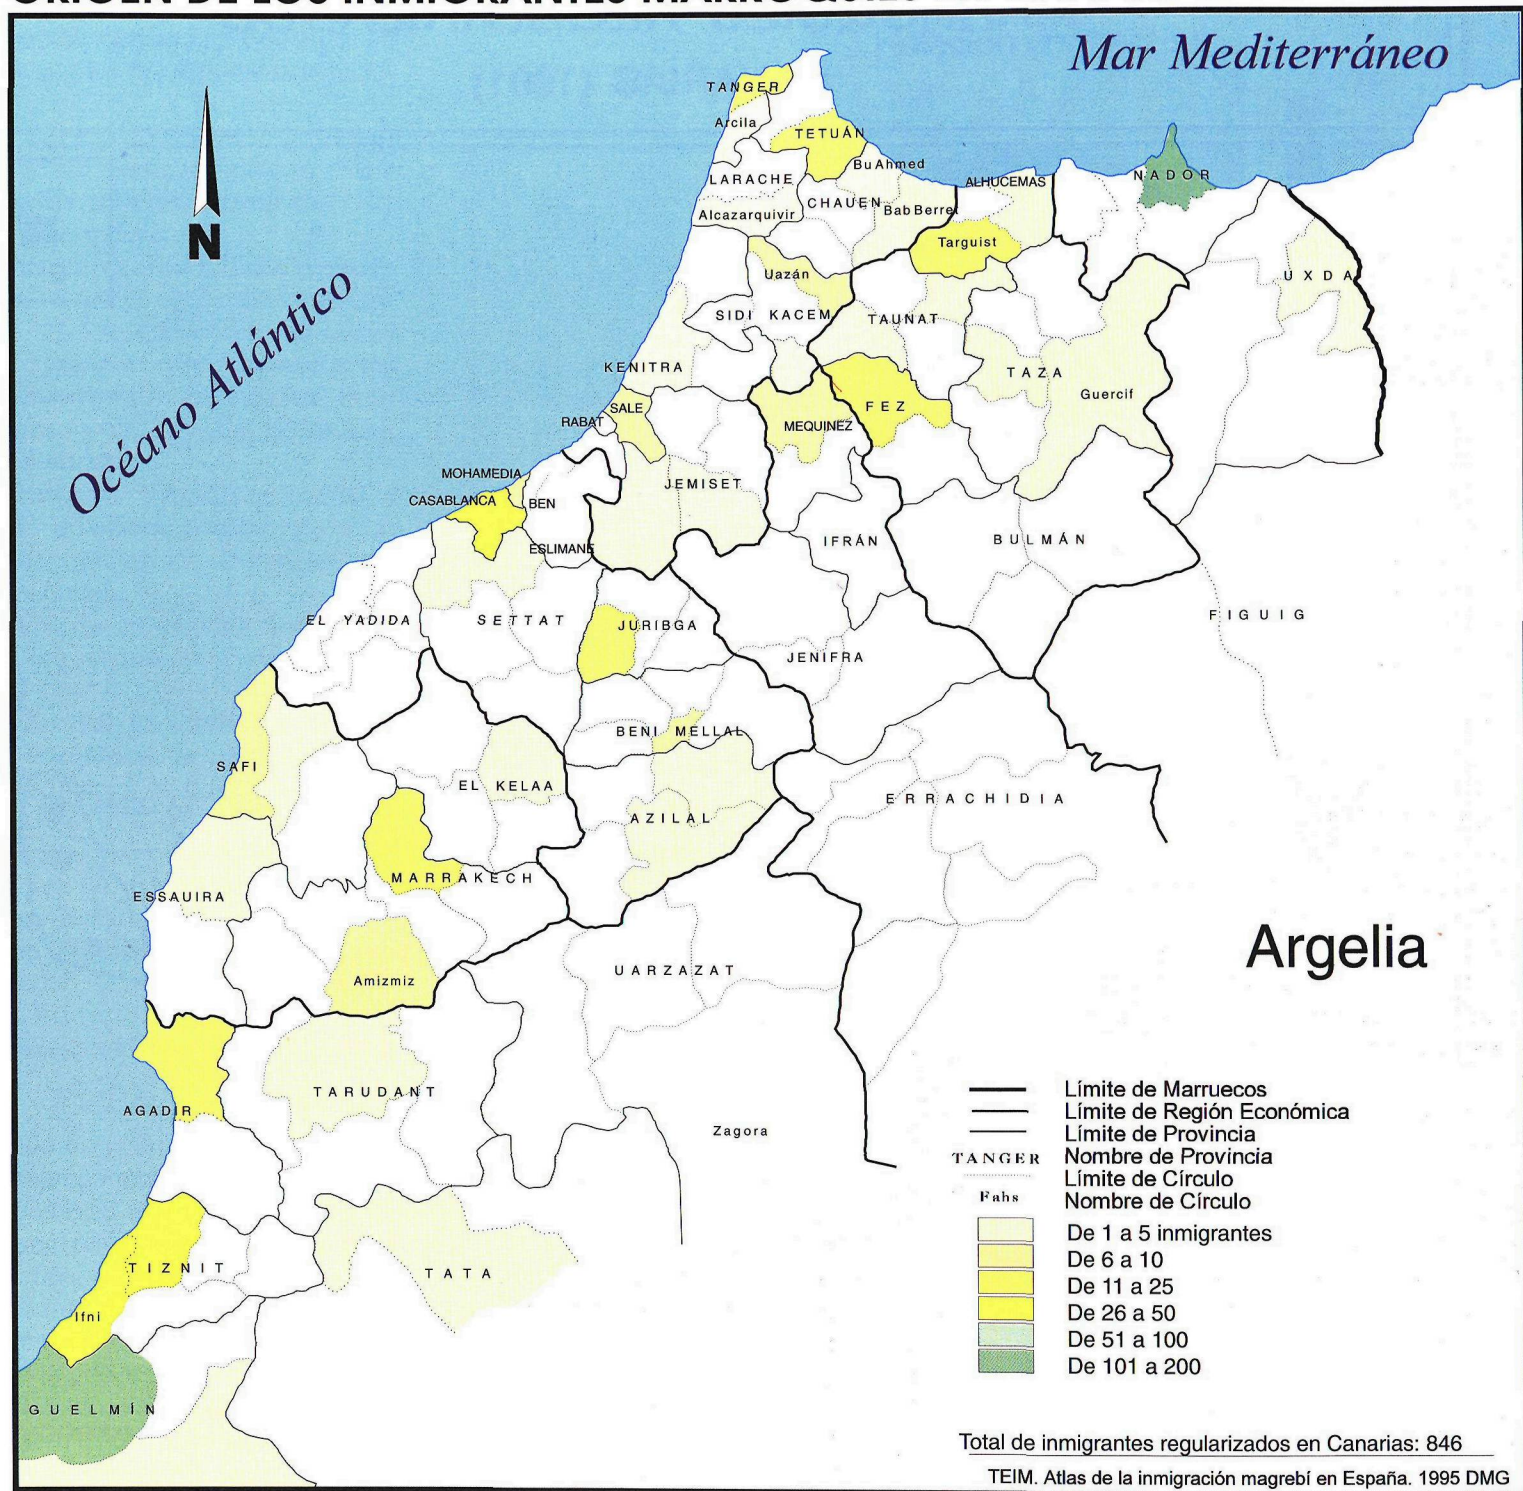 ORIGEN DE LOS INMIGRANTES
Mar Mediterráneo
TANGER
Arcila
TETUÁN
BuAhmed
NADOR
LARACHE
ALHUCEMAS
CHAUEN
Alcazarquivir
Bab Berret
N
Targuist
Uazán
UXDA
Océano Atlántico
SIDI KACEM
TAUNAT
KENITRA
TAZA
Guercif
SALE
FEZ
RABAT
MEQUINEZ
MOHAMEDIA
JEMISET
CASABLANCA
BEN
ESLIMANE
IFRÁN
BULMÁN
FIGUIG
EL YADIDA
SETTAT
JURIBGA
JENIFRA
BENI MELLAL
SAFI
EL KELAA
ERRACHIDIA
AZILAL
MARRAKECH
ESSAUIRA
Argelia
UARZAZAT
Amizmiz
TARUDANT
AGADIR
Zagora
TIZNIT
TATA
Ifni
GUELMÍN
Límite de Marruecos
Límite de Región Económica
Límite de Provincia
TANGER Nombre de Provincia
Límite de Círculo
Fahs Nombre de Círculo
De 1 a 5 inmigrantes
De 6 a 10
De 11 a 25
De 26 a 50
De 51 a 100
De 101 a 200
Total de inmigrantes regularizados en Canarias: 846
TEIM. Atlas de la inmigración magrebí en España. 1995 DMG